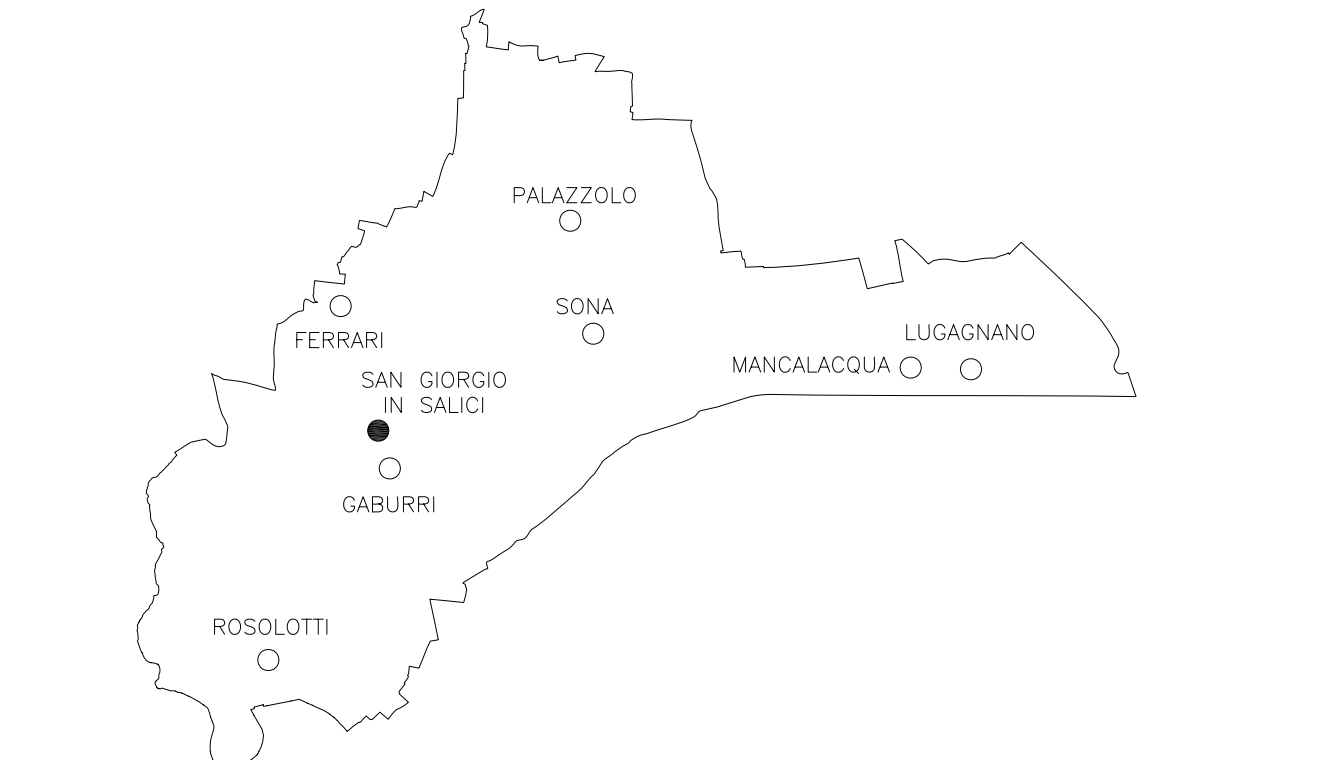 PALAZZOLO
SONA
FERRARI
LUGAGNANO
MANCALACQUA
SAN GIORGIO
IN SALICI
GABURRI
ROSOLOTTI